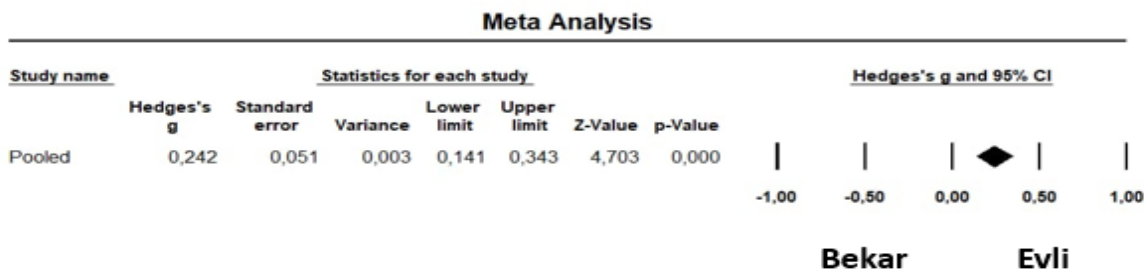 Meta Analysis
Study name Statistics for each study Hedges's g and 95% CI
Hedges's Standard Lower Upper
g error Variance limit limit Z-Value p-Value
Pooled 0,242 0,051 0,003 0,141 0,343 4,703 0,000
-1,00 -0,50 0,00 0,50 1,00
Bekar Evli